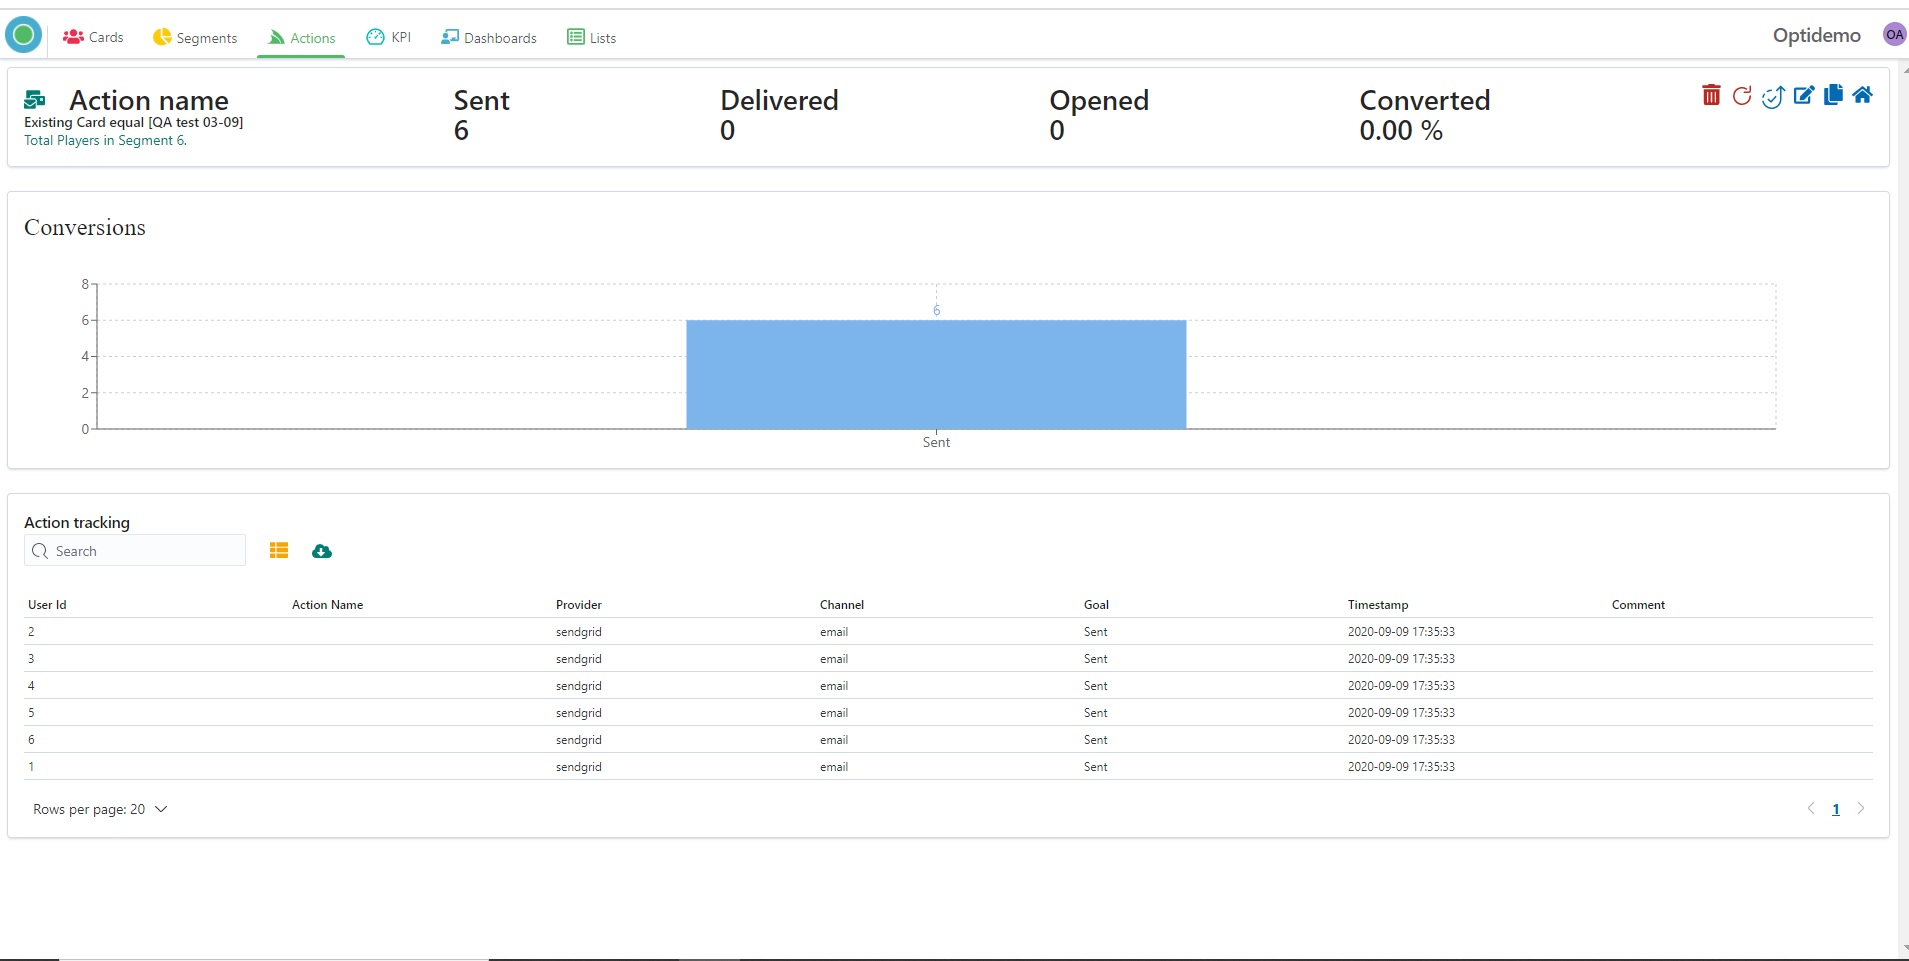 Cards Segments Actions KPI Dashboards Lists Optidemo OA
Action name
Existing Card equal [QA test 03-09]
Total Players in Segment 6.
Sent
6
Delivered
0
Opened
0
Converted
0.00 %
Conversions
8
6
4
2
0
6
Sent
Action tracking
Search
User Id Action Name Provider Channel Goal Timestamp Comment
2 sendgrid email Sent 2020-09-09 17:35:33
3 sendgrid email Sent 2020-09-09 17:35:33
4 sendgrid email Sent 2020-09-09 17:35:33
5 sendgrid email Sent 2020-09-09 17:35:33
6 sendgrid email Sent 2020-09-09 17:35:33
1 sendgrid email Sent 2020-09-09 17:35:33
Rows per page: 20 1